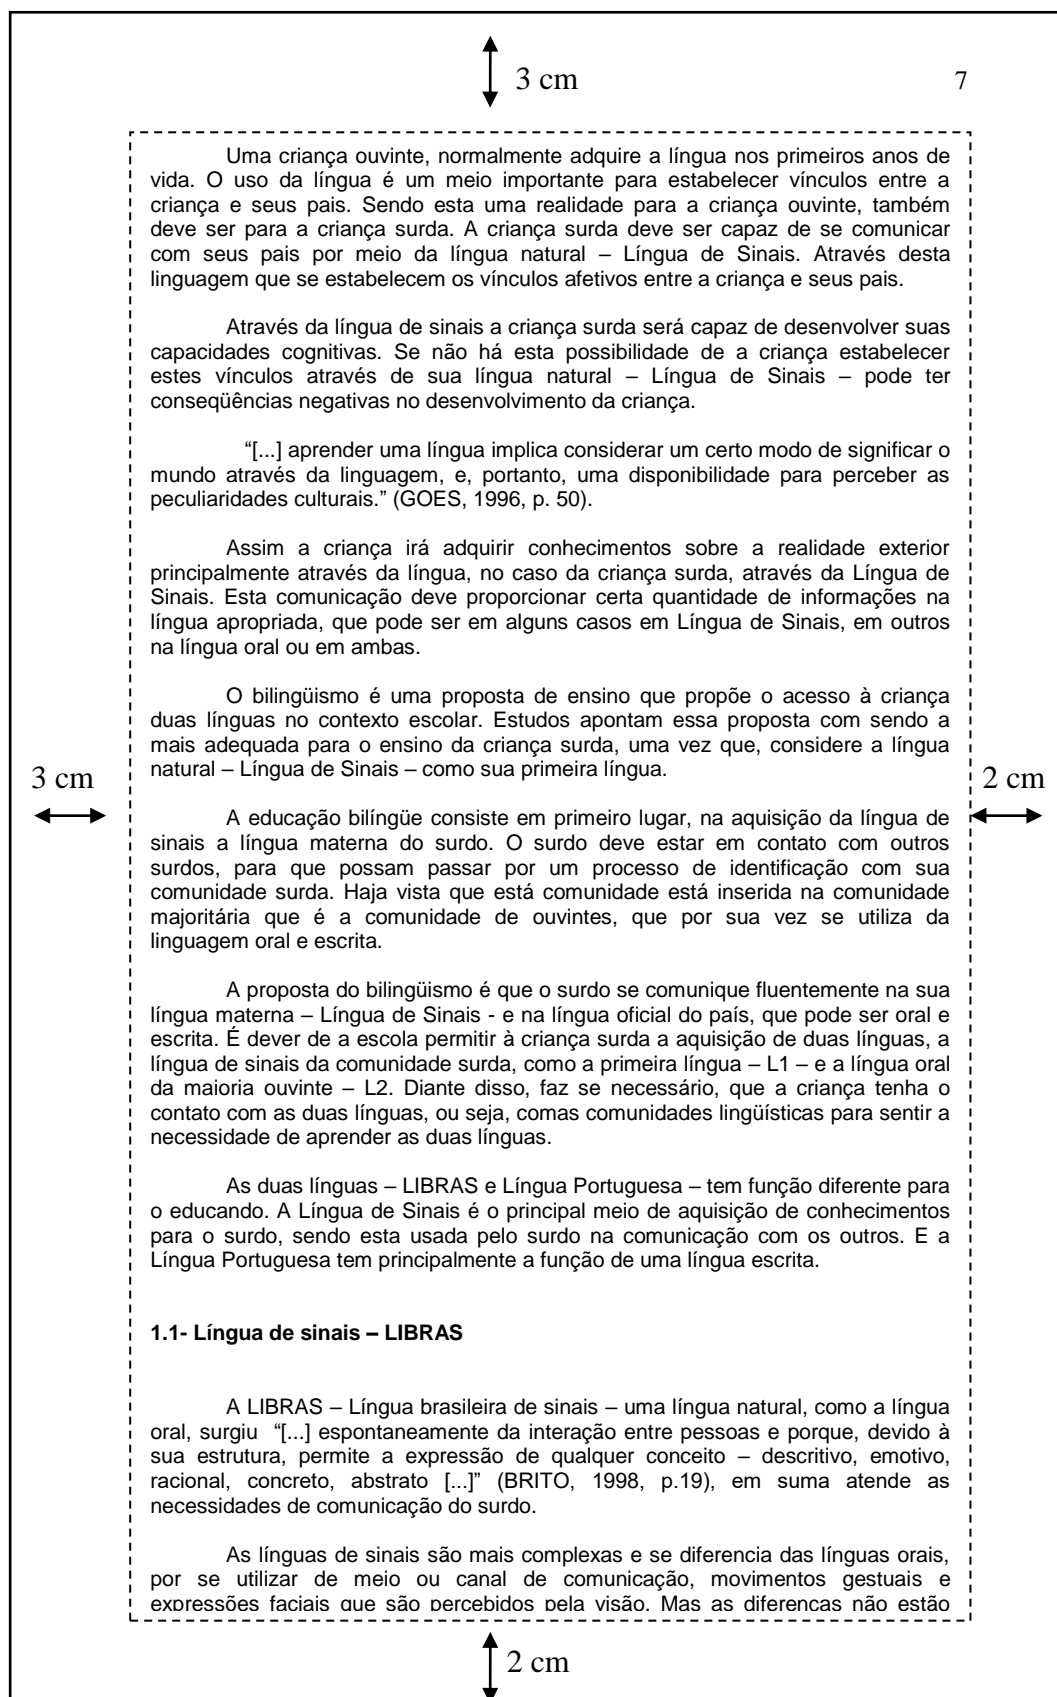 3 cm
7
Uma criança ouvinte, normalmente adquire a língua nos primeiros anos de
vida. O uso da língua é um meio importante para estabelecer vínculos entre a
criança e seus pais. Sendo esta uma realidade para a criança ouvinte, também
deve ser para a criança surda. A criança surda deve ser capaz de se comunicar
com seus pais por meio da língua natural – Língua de Sinais. Através desta
linguagem que se estabelecem os vínculos afetivos entre a criança e seus pais.
Através da língua de sinais a criança surda será capaz de desenvolver suas
capacidades cognitivas. Se não há esta possibilidade de a criança estabelecer
estes vínculos através de sua língua natural – Língua de Sinais – pode ter
conseqüências negativas no desenvolvimento da criança.
“[...] aprender uma língua implica considerar um certo modo de significar o
mundo através da linguagem, e, portanto, uma disponibilidade para perceber as
peculiaridades culturais.” (GOES, 1996, p. 50).
Assim a criança irá adquirir conhecimentos sobre a realidade exterior
principalmente através da língua, no caso da criança surda, através da Língua de
Sinais. Esta comunicação deve proporcionar certa quantidade de informações na
língua apropriada, que pode ser em alguns casos em Língua de Sinais, em outros
na língua oral ou em ambas.
O bilingüismo é uma proposta de ensino que propõe o acesso à criança
duas línguas no contexto escolar. Estudos apontam essa proposta com sendo a
mais adequada para o ensino da criança surda, uma vez que, considere a língua
natural – Língua de Sinais – como sua primeira língua.
3 cm
2 cm
A educação bilíngüe consiste em primeiro lugar, na aquisição da língua de
sinais a língua materna do surdo. O surdo deve estar em contato com outros
surdos, para que possam passar por um processo de identificação com sua
comunidade surda. Haja vista que está comunidade está inserida na comunidade
majoritária que é a comunidade de ouvintes, que por sua vez se utiliza da
linguagem oral e escrita.
A proposta do bilingüismo é que o surdo se comunique fluentemente na sua
língua materna – Língua de Sinais - e na língua oficial do país, que pode ser oral e
escrita. É dever de a escola permitir à criança surda a aquisição de duas línguas, a
língua de sinais da comunidade surda, como a primeira língua – L1 – e a língua oral
da maioria ouvinte – L2. Diante disso, faz se necessário, que a criança tenha o
contato com as duas línguas, ou seja, comas comunidades lingüísticas para sentir a
necessidade de aprender as duas línguas.
As duas línguas – LIBRAS e Língua Portuguesa – tem função diferente para
o educando. A Língua de Sinais é o principal meio de aquisição de conhecimentos
para o surdo, sendo esta usada pelo surdo na comunicação com os outros. E a
Língua Portuguesa tem principalmente a função de uma língua escrita.
1.1- Língua de sinais – LIBRAS
A LIBRAS – Língua brasileira de sinais – uma língua natural, como a língua
oral, surgiu “[...] espontaneamente da interação entre pessoas e porque, devido à
sua estrutura, permite a expressão de qualquer conceito – descritivo, emotivo,
racional, concreto, abstrato [...]” (BRITO, 1998, p.19), em suma atende as
necessidades de comunicação do surdo.
As línguas de sinais são mais complexas e se diferencia das línguas orais,
por se utilizar de meio ou canal de comunicação, movimentos gestuais e
expressões faciais que são percebidos pela visão. Mas as diferenças não estão
2 cm